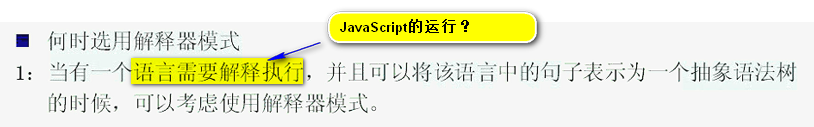 JavaScript的运行？
■ 何时选用解释器模式
1：当有一个语言需要解释执行，并且可以将该语言中的句子表示为一个抽象语法树
的时候，可以考虑使用解释器模式。